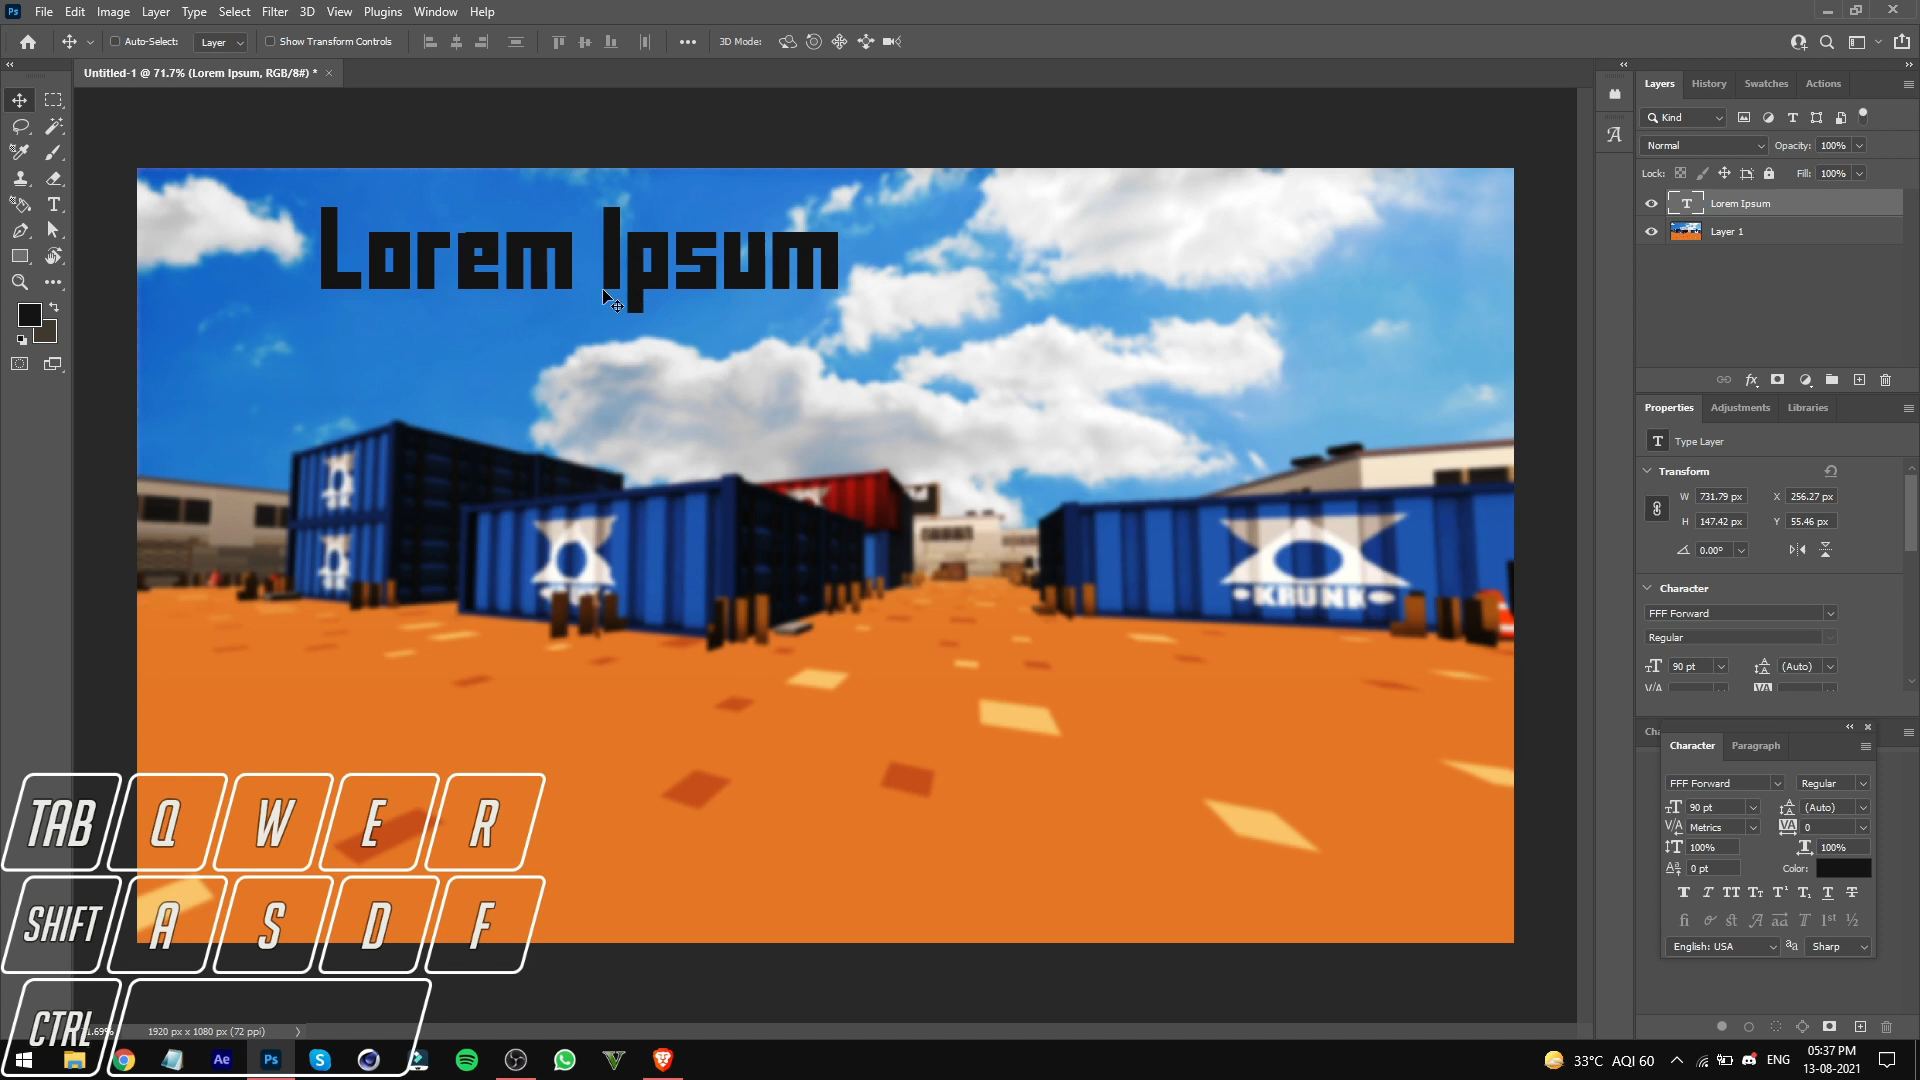 Ps File Edit Image Layer Type Select Filter 3D View Plugins Window Help
Auto-Select: Layer Show Transform Controls 3D Mode:
Untitled-1 @ 71.7% (Lorem Ipsum, RGB/8#) *
Layers History Swatches Actions
Kind
Normal Opacity: 100%
Lock: Fill: 100%
Lorem Ipsum
Layer 1
Lorem Ipsum
KRUNK
Properties Adjustments Libraries
Type Layer
Transform
W 731.79 px X 256.27 px
H 147.42 px Y 55.46 px
0.00°
Character
FFF Forward
Regular
90 pt (Auto)
Character Paragraph
FFF Forward Regular
90 pt (Auto)
Metrics 0
100% 100%
0 pt Color:
English: USA Sharp
TAB Q W E R
SHIFT A S D F
CTRL
1920 px x 1080 px (72 ppi)
Ae Ps
33°C AQI 60 ENG 05:37 PM
13-08-2021